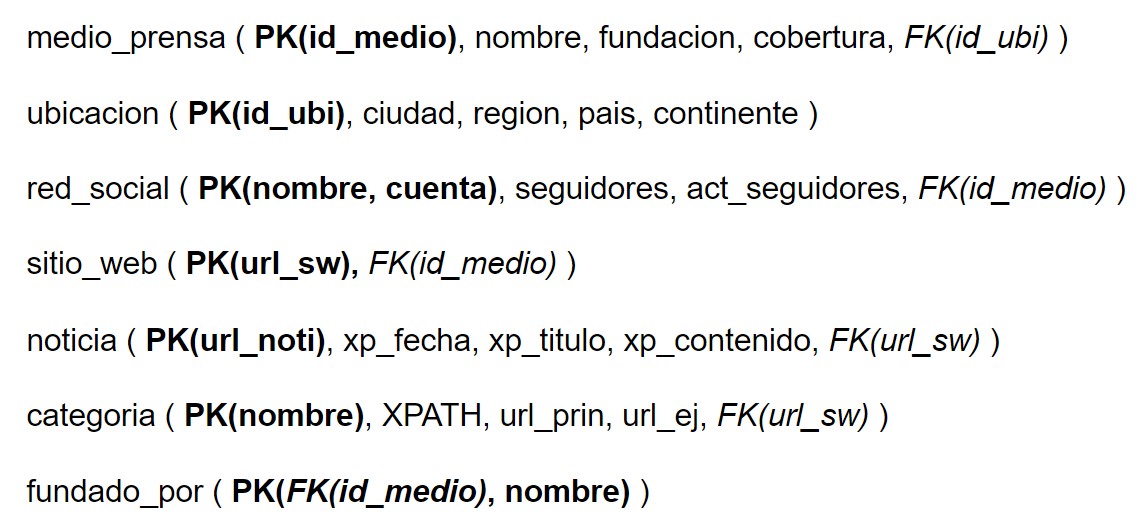 medio_prensa ( PK(id_medio), nombre, fundacion, cobertura, FK(id_ubi) )
ubicacion ( PK(id_ubi), ciudad, region, pais, continente )
red_social ( PK(nombre, cuenta), seguidores, act_seguidores, FK(id_medio) )
sitio_web ( PK(url_sw), FK(id_medio) )
noticia ( PK(url_noti), xp_fecha, xp_titulo, xp_contenido, FK(url_sw) )
categoria ( PK(nombre), XPATH, url_prin, url_ej, FK(url_sw) )
fundado_por ( PK(FK(id_medio), nombre) )